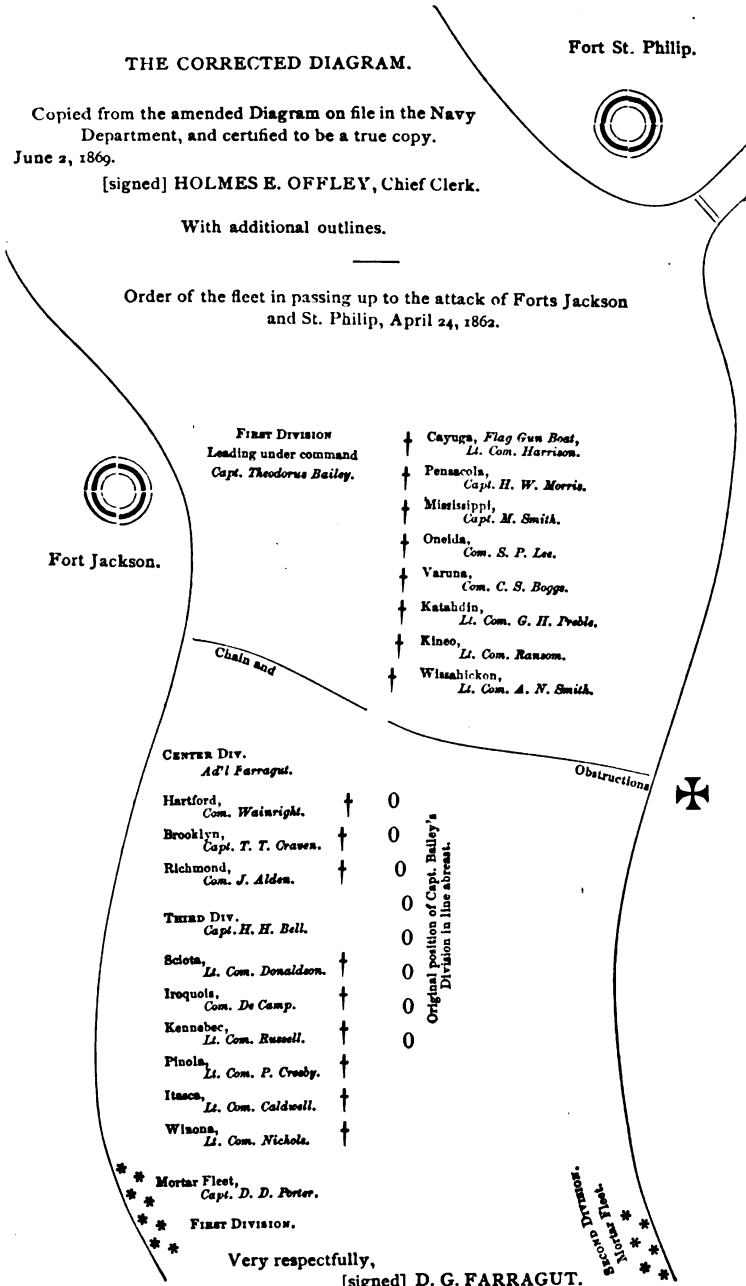 THE CORRECTED DIAGRAM.
Fort St. Philip.
Copied from the amended Diagram on file in the Navy
Department, and certified to be a true copy.
June 2, 1869.
[signed] HOLMES E. OFFLEY, Chief Clerk.
With additional outlines.
Order of the fleet in passing up to the attack of Forts Jackson
and St. Philip, April 24, 1862.
FIRST DIVISION
Leading under command
Capt. Theodorus Bailey.
Cayuga, Flag Gun Boat,
Lt. Com. Harrison.
Pensacola,
Capt. H. W. Morris.
Mississippi,
Capt. M. Smith.
Oneida,
Com. S. P. Lee.
Varuna,
Com. C. S. Boggs.
Katahdin,
Lt. Com. G. H. Preble.
Kineo,
Lt. Com. Ransom.
Wissahickon,
Lt. Com. A. N. Smith.
Fort Jackson.
Chain and
Obstructions
CENTER DIV.
Ad'l Farragut.
Hartford,
Com. Wainright.
Brooklyn,
Capt. T. T. Craven.
Richmond,
Com. J. Alden.
THIRD DIV.
Capt. H. H. Bell.
Sciota,
Lt. Com. Donaldson.
Iroquois,
Com. De Camp.
Kennebec,
Lt. Com. Russell.
Pinola,
Lt. Com. P. Crosby.
Itasca,
Lt. Com. Caldwell.
Winona,
Lt. Com. Nichols.
Original position of Capt. Bailey's
Division in line abreast.
Mortar Fleet,
Capt. D. D. Porter.
FIRST DIVISION.
SECOND DIVISION.
Mortar Fleet.
Very respectfully,
[signed] D. G. FARRAGUT.